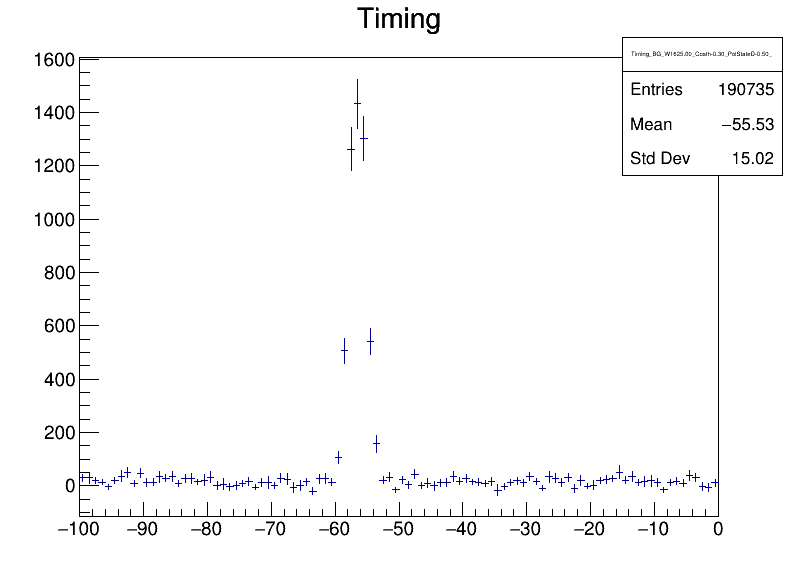 Timing
Timing_BG_W1625.00_Costh-0.30_PolStateD-0.50_
Entries 190735
Mean −55.53
Std Dev 15.02
1600
1400
1200
1000
800
600
400
200
0
−100 −90 −80 −70 −60 −50 −40 −30 −20 −10 0